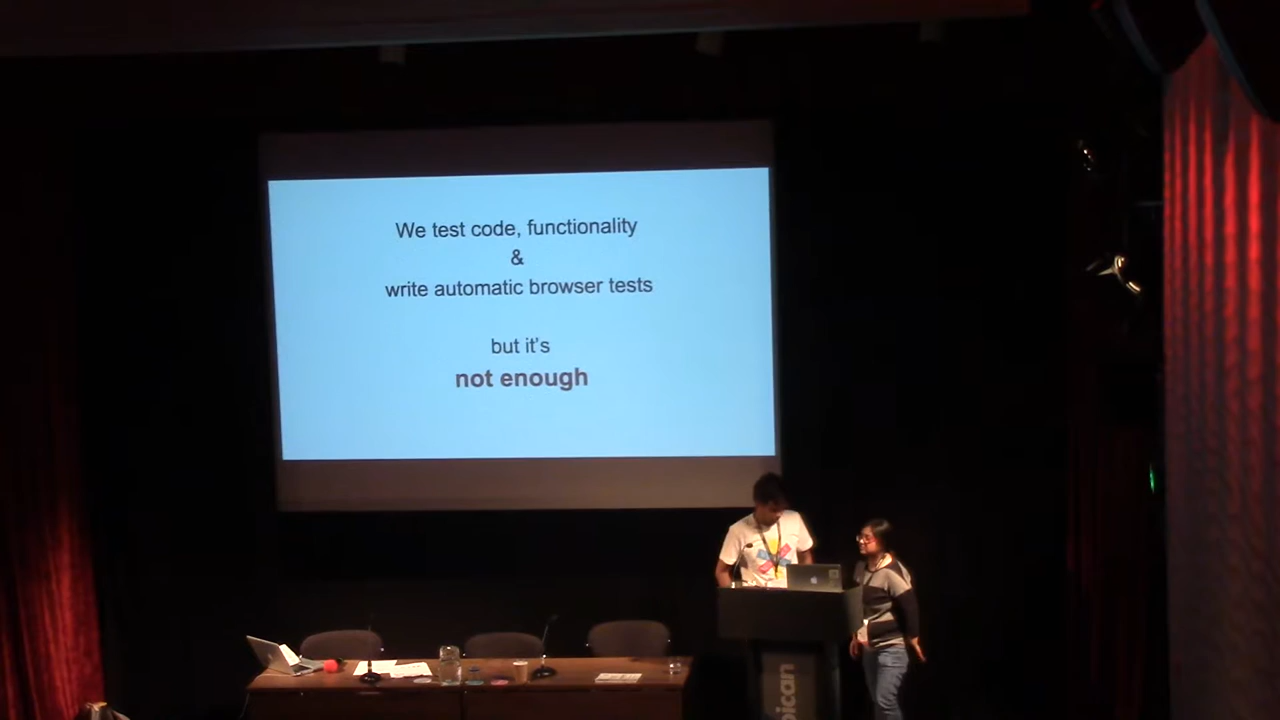 We test code, functionality
&
write automatic browser tests
but it's
not enough